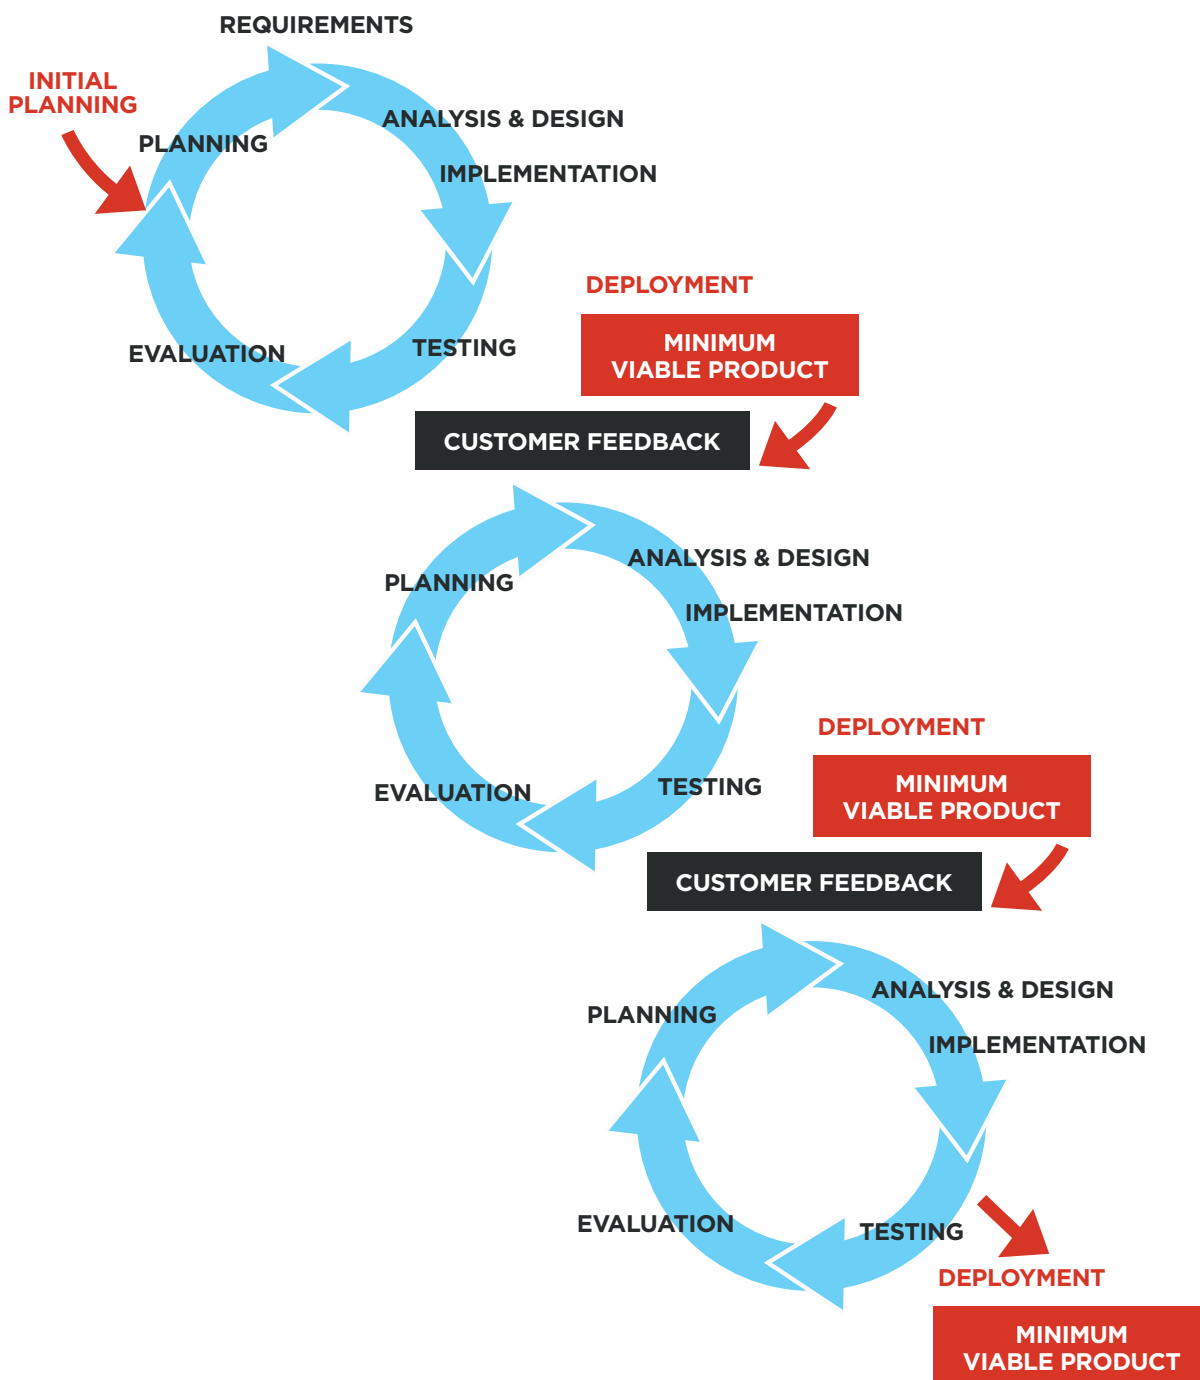 REQUIREMENTS
INITIAL
PLANNING
ANALYSIS & DESIGN
PLANNING
IMPLEMENTATION
DEPLOYMENT
MINIMUM
VIABLE PRODUCT
TESTING
EVALUATION
CUSTOMER FEEDBACK
ANALYSIS & DESIGN
PLANNING
IMPLEMENTATION
DEPLOYMENT
MINIMUM
VIABLE PRODUCT
TESTING
EVALUATION
CUSTOMER FEEDBACK
ANALYSIS & DESIGN
PLANNING
IMPLEMENTATION
EVALUATION
TESTING
DEPLOYMENT
MINIMUM
VIABLE PRODUCT